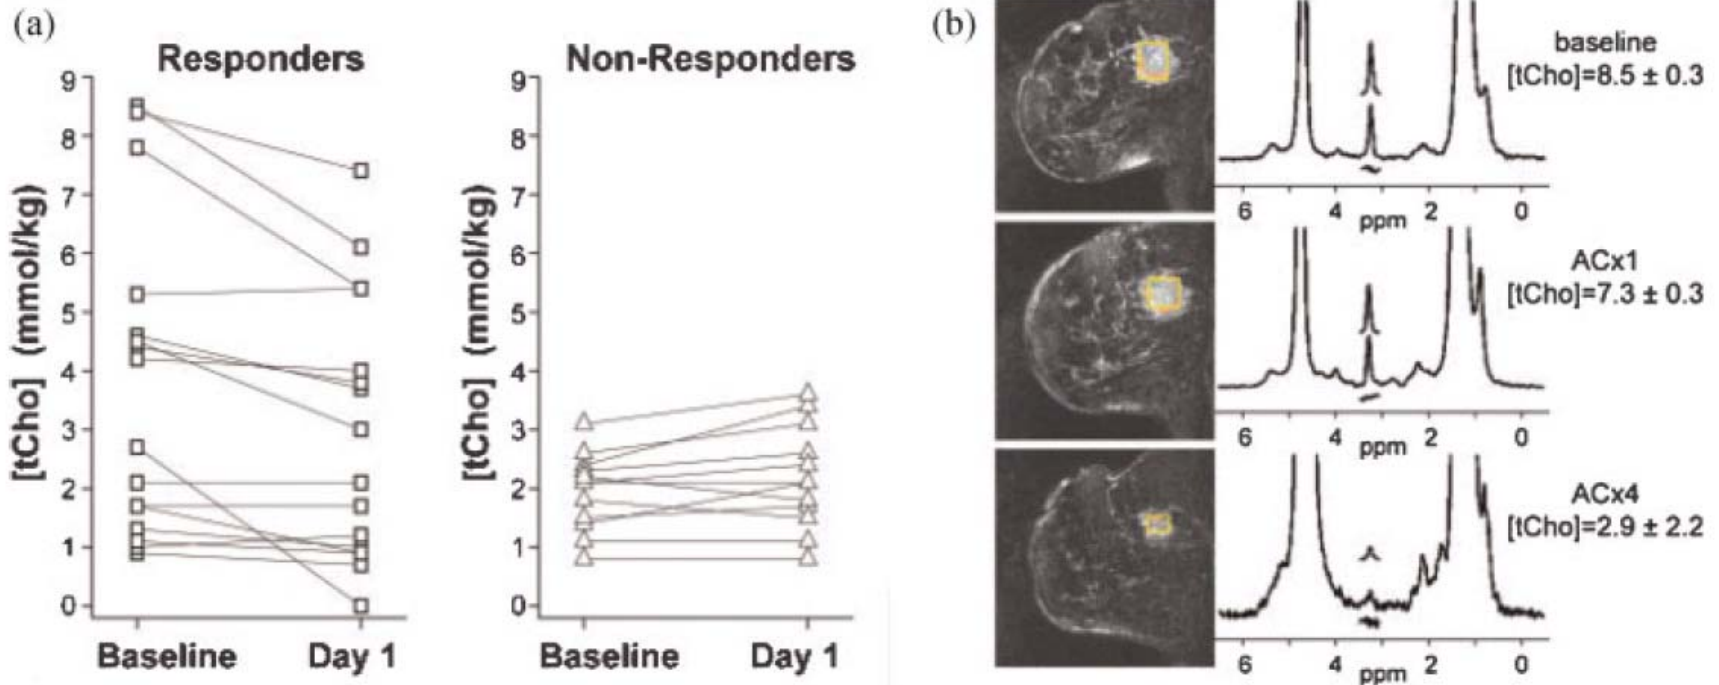 (a)
Responders
[tCho] (mmol/kg)
9
8
7
6
5
4
3
2
1
0
Baseline Day 1
Non-Responders
[tCho] (mmol/kg)
9
8
7
6
5
4
3
2
1
0
Baseline Day 1
(b)
baseline
[tCho]=8.5 ± 0.3
6 4 ppm 2 0
ACx1
[tCho]=7.3 ± 0.3
6 4 ppm 2 0
ACx4
[tCho]=2.9 ± 2.2
6 4 ppm 2 0